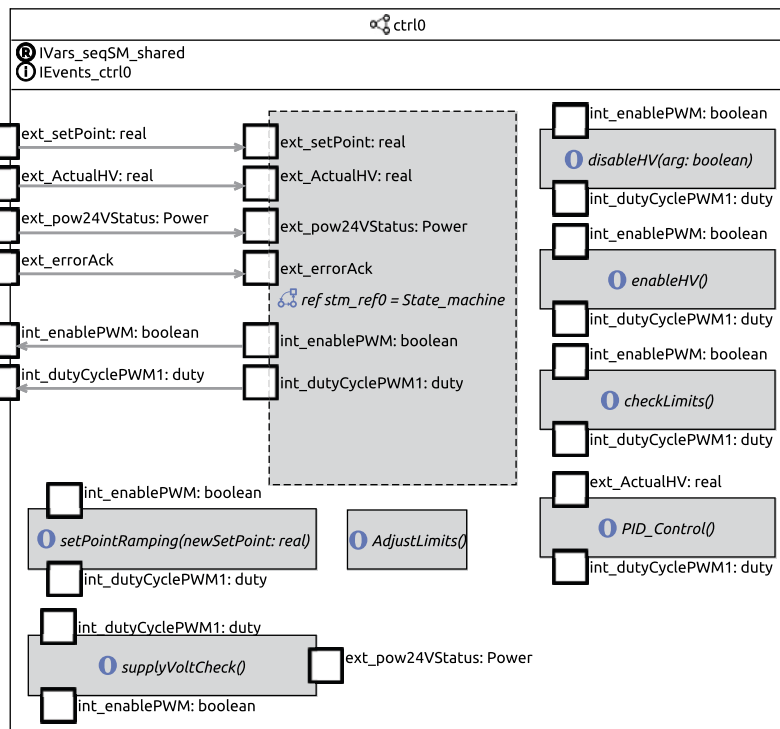 ctrl0
R IVars_seqSM_shared
i IEvents_ctrl0
ext_setPoint: real
ext_ActualHV: real
ext_pow24VStatus: Power
ext_errorAck
int_enablePWM: boolean
int_dutyCyclePWM1: duty
ext_setPoint: real
ext_ActualHV: real
ext_pow24VStatus: Power
ext_errorAck
ref stm_ref0 = State_machine
int_enablePWM: boolean
int_dutyCyclePWM1: duty
int_enablePWM: boolean
O disableHV(arg: boolean)
int_dutyCyclePWM1: duty
int_enablePWM: boolean
O enableHV()
int_dutyCyclePWM1: duty
int_enablePWM: boolean
O checkLimits()
int_dutyCyclePWM1: duty
ext_ActualHV: real
O PID_Control()
int_dutyCyclePWM1: duty
int_enablePWM: boolean
O setPointRamping(newSetPoint: real)
int_dutyCyclePWM1: duty
O AdjustLimits()
int_dutyCyclePWM1: duty
O supplyVoltCheck()
ext_pow24VStatus: Power
int_enablePWM: boolean